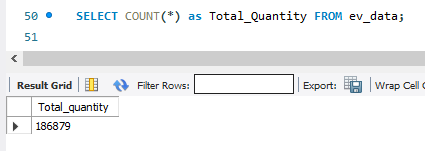 50 SELECT COUNT(*) as Total_Quantity FROM ev_data;
51
Result Grid Filter Rows: Export: Wrap Cell C
Total_quantity
186879